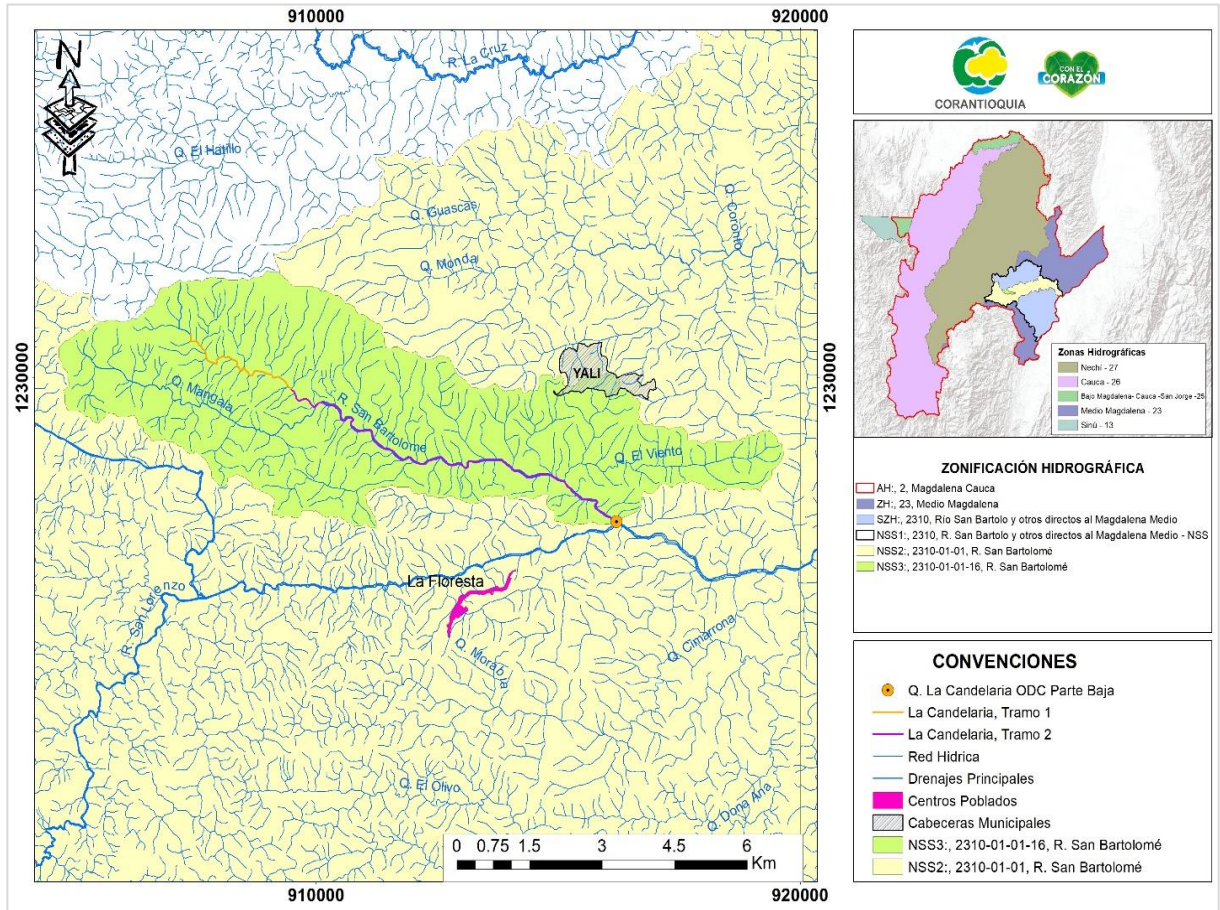 910000
920000
N
R. La Cruz
Q. El Hatillo
Q. Guascas
Q. Coronto
Q. Monda
1230000
1230000
YALI
Q. Mangala
R. San Bartolome
Q. El Viento
La Floresta
R. San Lorenzo
Q. Cimarrona
Q. Morabia
Q. El Olivo
Q. Dona Ana
0 0.75 1.5 3 4.5 6
Km
910000
920000
CORANTIOQUIA
CON EL
CORAZÓN
Zonas Hidrográficas
Nechí - 27
Cauca - 26
Bajo Magdalena- Cauca -San Jorge -25
Medio Magdalena - 23
Sinú - 13
ZONIFICACIÓN HIDROGRÁFICA
AH:, 2, Magdalena Cauca
ZH:, 23, Medio Magdalena
SZH:, 2310, Río San Bartolo y otros directos al Magdalena Medio
NSS1:, 2310, R. San Bartolo y otros directos al Magdalena Medio - NSS
NSS2:, 2310-01-01, R. San Bartolomé
NSS3:, 2310-01-01-16, R. San Bartolomé
CONVENCIONES
Q. La Candelaria ODC Parte Baja
La Candelaria, Tramo 1
La Candelaria, Tramo 2
Red Hídrica
Drenajes Principales
Centros Poblados
Cabeceras Municipales
NSS3:, 2310-01-01-16, R. San Bartolomé
NSS2:, 2310-01-01, R. San Bartolomé